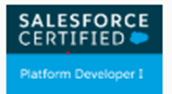 SALESFORCE
CERTIFIED
Platform Developer I